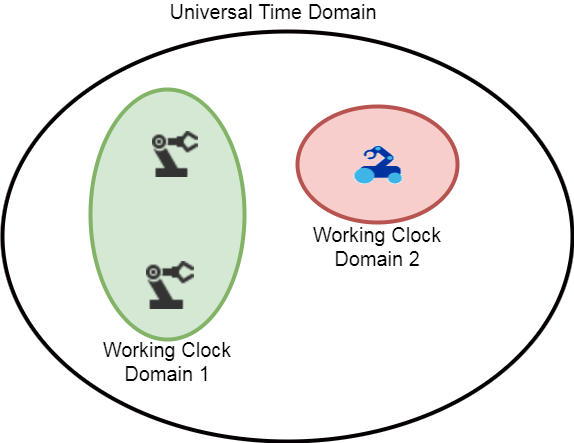 Universal Time Domain
Working Clock
Domain 2
Working Clock
Domain 1